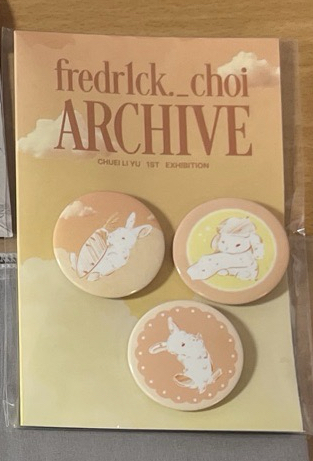 fredr1ck._choi
ARCHIVE
CHUEI LI YU 1ST EXHIBITION